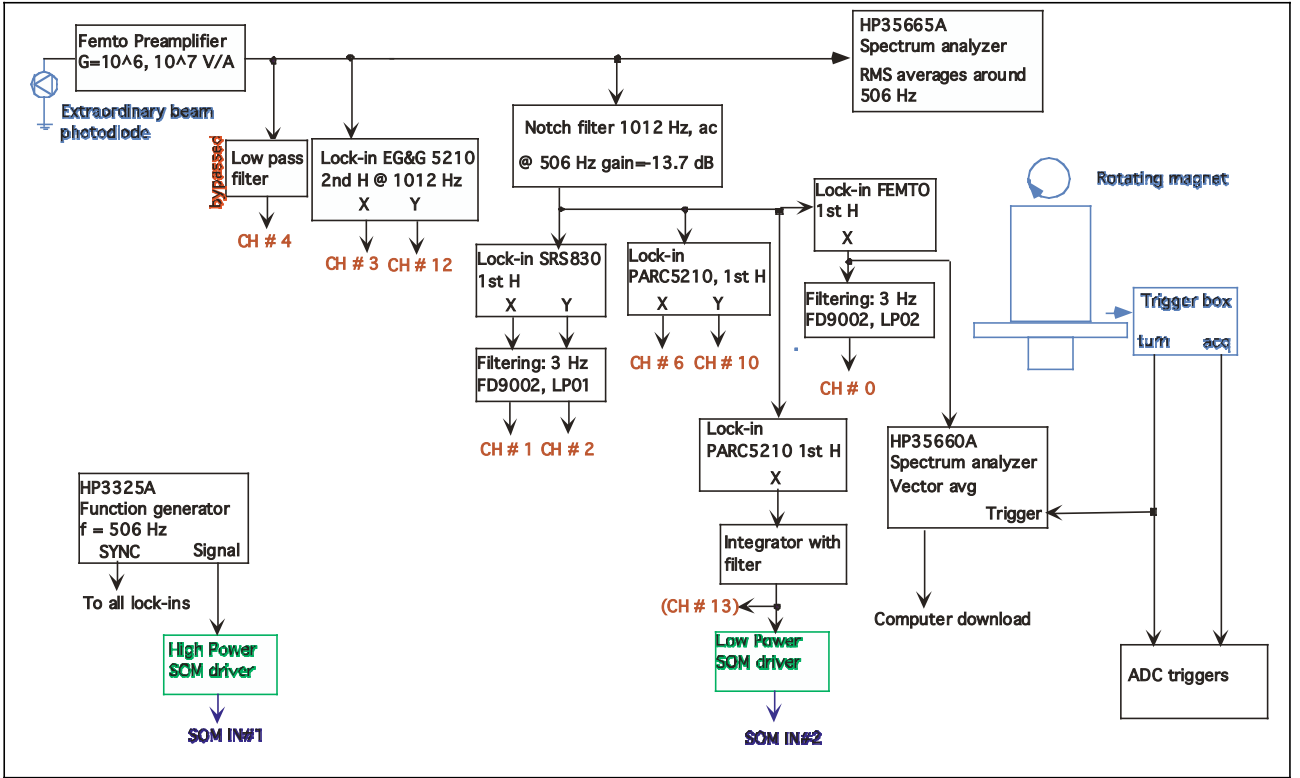 Femto Preamplifier
G=10^6, 10^7 V/A
Extraordinary beam
photodiode
HP35665A
Spectrum analyzer
RMS averages around
506 Hz
bypassed
Low pass
filter
CH # 4
Lock-in EG&G 5210
2nd H @ 1012 Hz
X Y
CH # 3 CH # 12
Notch filter 1012 Hz, ac
@ 506 Hz gain=-13.7 dB
Lock-in SRS830
1st H
X Y
Filtering: 3 Hz
FD9002, LP01
CH # 1 CH # 2
Lock-in
PARC5210, 1st H
X Y
CH # 6 CH # 10
Lock-in FEMTO
1st H
X
Filtering: 3 Hz
FD9002, LP02
CH # 0
Rotating magnet
Trigger box
turn acq
Lock-in
PARC5210 1st H
X
Integrator with
filter
(CH # 13)
Low Power
SOM driver
SOM IN#2
HP35660A
Spectrum analyzer
Vector avg
Trigger
Computer download
ADC triggers
HP3325A
Function generator
f = 506 Hz
SYNC Signal
To all lock-ins
High Power
SOM driver
SOM IN#1